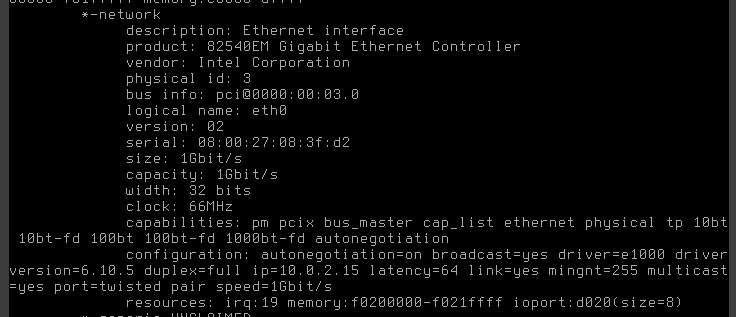 *-network
description: Ethernet interface
product: 82540EM Gigabit Ethernet Controller
vendor: Intel Corporation
physical id: 3
bus info: pci@0000:00:03.0
logical name: eth0
version: 02
serial: 08:00:27:08:3f:d2
size: 1Gbit/s
capacity: 1Gbit/s
width: 32 bits
clock: 66MHz
capabilities: pm pcix bus_master cap_list ethernet physical tp 10bt
10bt-fd 100bt 100bt-fd 1000bt-fd autonegotiation
configuration: autonegotiation=on broadcast=yes driver=e1000 driver
version=6.10.5 duplex=full ip=10.0.2.15 latency=64 link=yes mingnt=255 multicast
=yes port=twisted pair speed=1Gbit/s
resources: irq:19 memory:f0200000-f021ffff ioport:d020(size=8)
*-generic UNCLAIMED